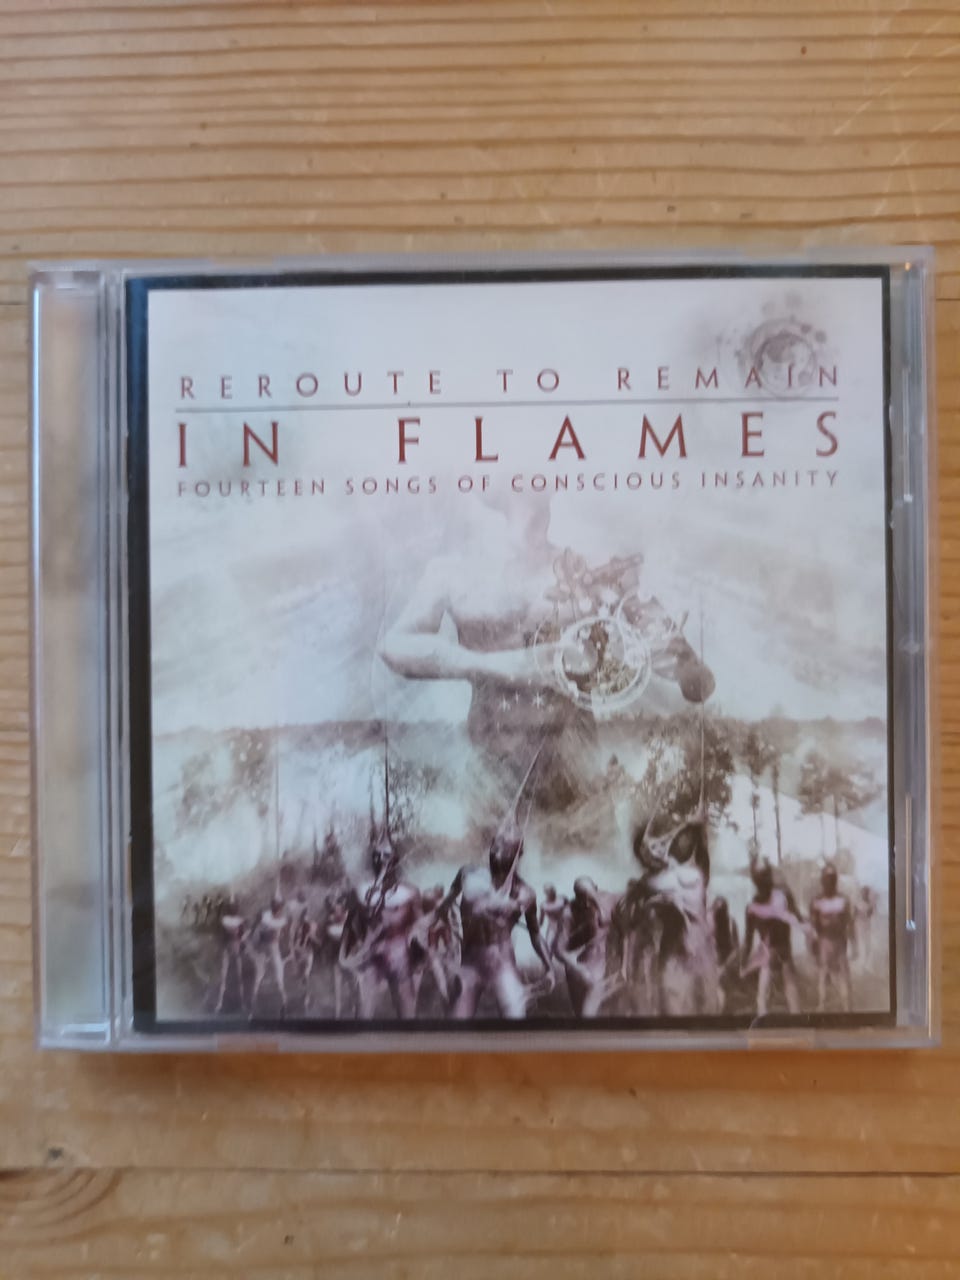 REROUTE TO REMAIN
IN FLAMES
FOURTEEN SONGS OF CONSCIOUS INSANITY